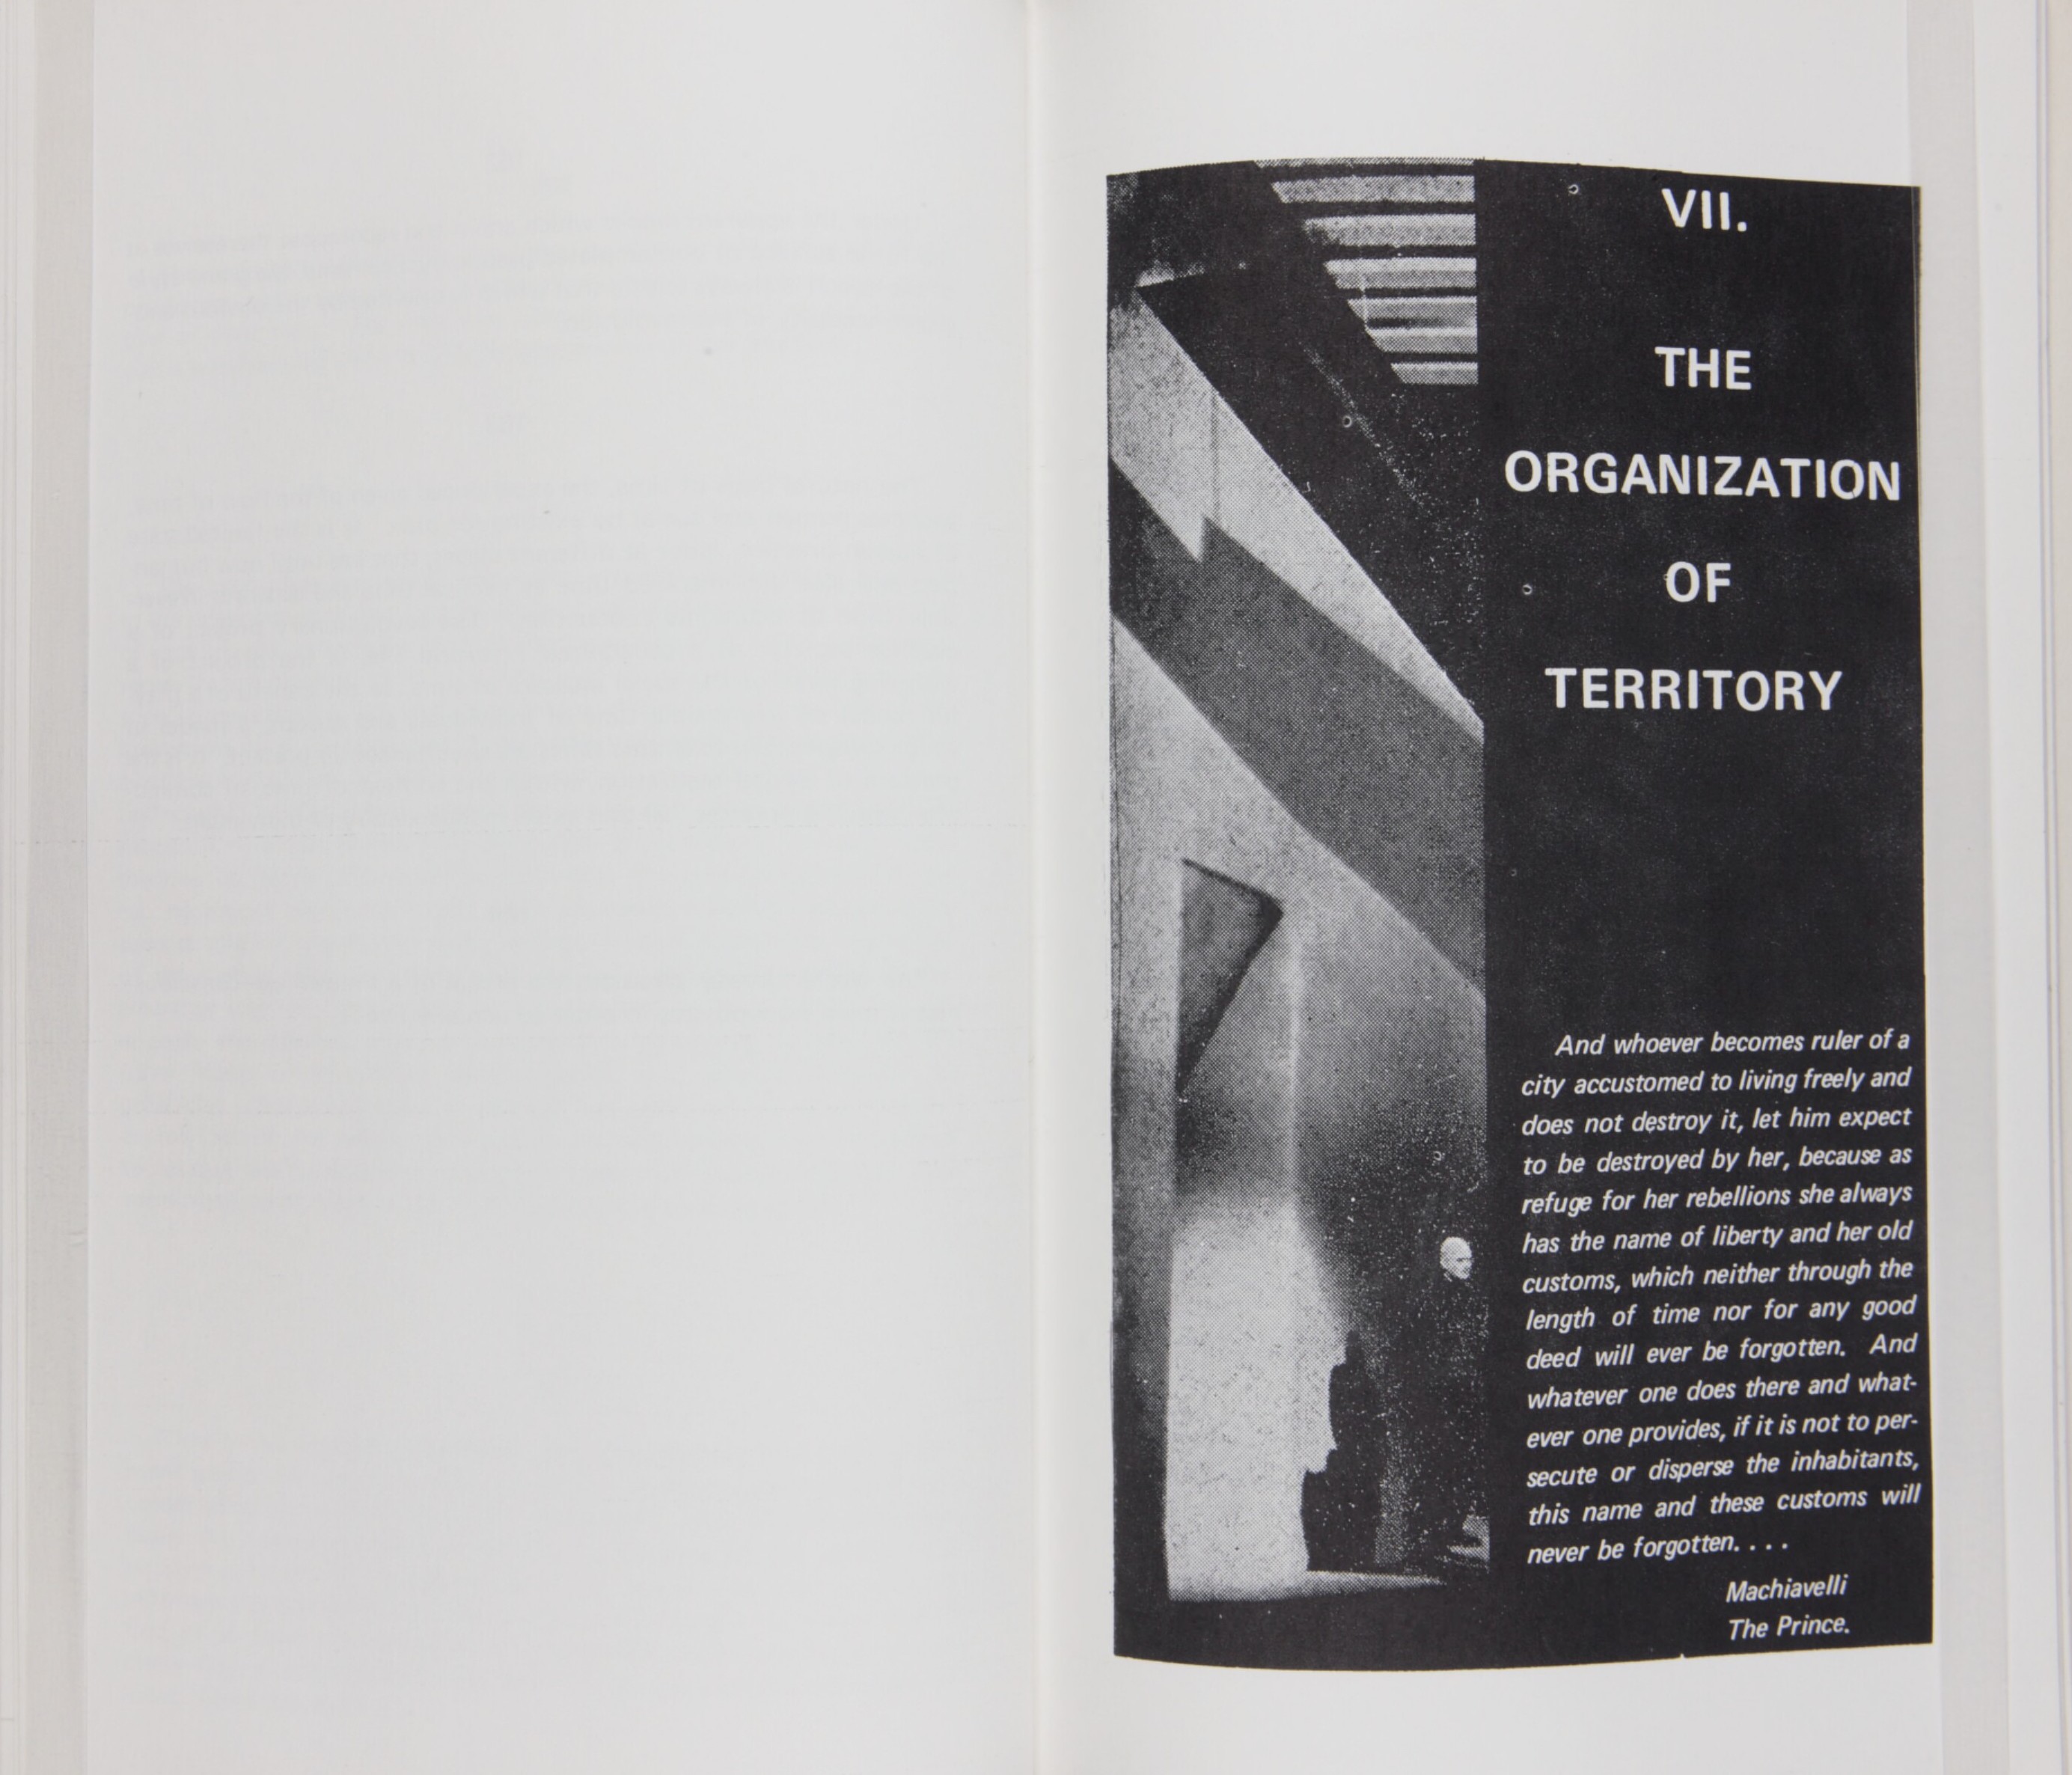 VII.
THE
ORGANIZATION
OF
TERRITORY
And whoever becomes ruler of a
city accustomed to living freely and
does not destroy it, let him expect
to be destroyed by her, because as
refuge for her rebellions she always
has the name of liberty and her old
customs, which neither through the
length of time nor for any good
deed will ever be forgotten. And
whatever one does there and what-
ever one provides, if it is not to per-
secute or disperse the inhabitants,
this name and these customs will
never be forgotten. . . .
Machiavelli
The Prince.